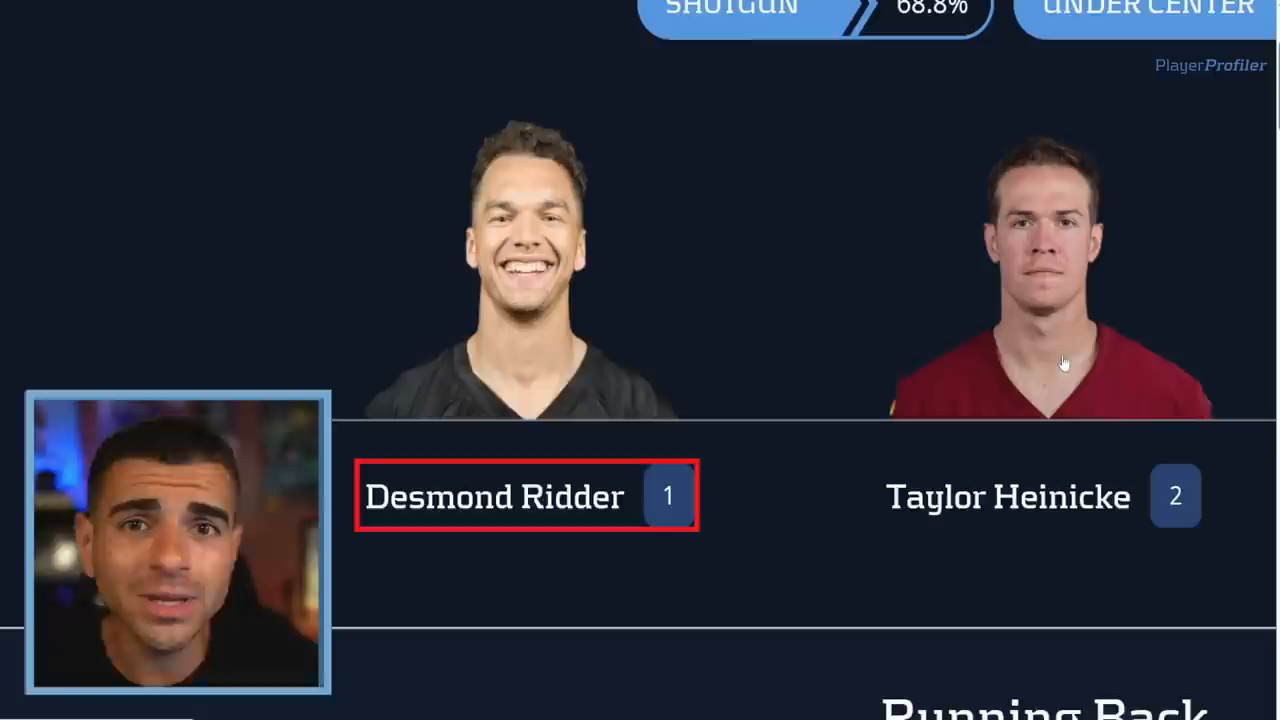 SHOTGUN 68.8% UNDER CENTER
PlayerProfiler
Desmond Ridder 1
Taylor Heinicke 2
Running Back